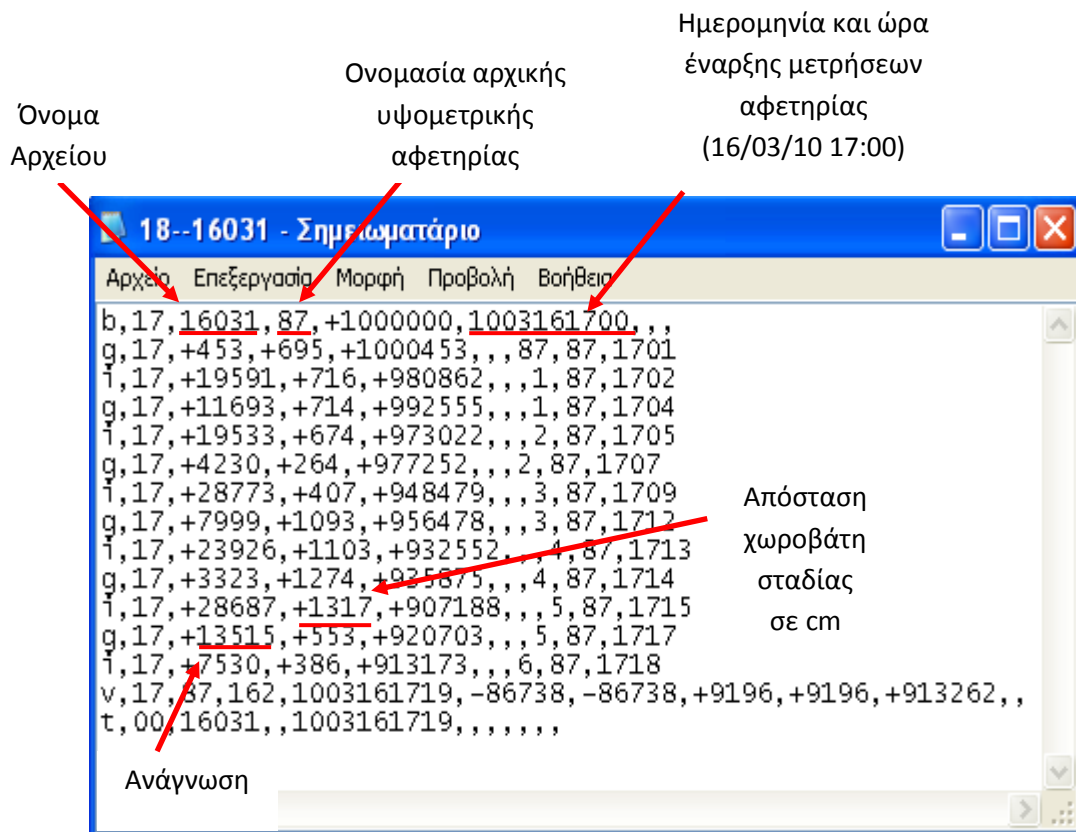 Όνομα
Αρχείου
Ονομασία αρχικής
υψομετρικής
αφετηρίας
Ημερομηνία και ώρα
έναρξης μετρήσεων
αφετηρίας
(16/03/10 17:00)
18--16031 - Σημειωματάριο
Αρχείο Επεξεργασία Μορφή Προβολή Βοήθεια
b,17,16031,87,+1000000,1003161700,,,
g,17,+453,+695,+1000453,,,87,87,1701
i,17,+19591,+716,+980862,,,1,87,1702
g,17,+11693,+714,+992555,,,1,87,1704
i,17,+19533,+674,+973022,,,2,87,1705
g,17,+4230,+264,+977252,,,2,87,1707
i,17,+28773,+407,+948479,,,3,87,1709
g,17,+7999,+1093,+956478,,,3,87,1712
i,17,+23926,+1103,+932552,,,4,87,1713
g,17,+3323,+1274,+935875,,,4,87,1714
i,17,+28687,+1317,+907188,,,5,87,1715
g,17,+13515,+553,+920703,,,5,87,1717
i,17,+7530,+386,+913173,,,6,87,1718
v,17,87,162,1003161719,-86738,-86738,+9196,+9196,+913262,,
t,00,16031,,1003161719,,,,,,,
Απόσταση
χωροβάτη
σταδίας
σε cm
Ανάγνωση